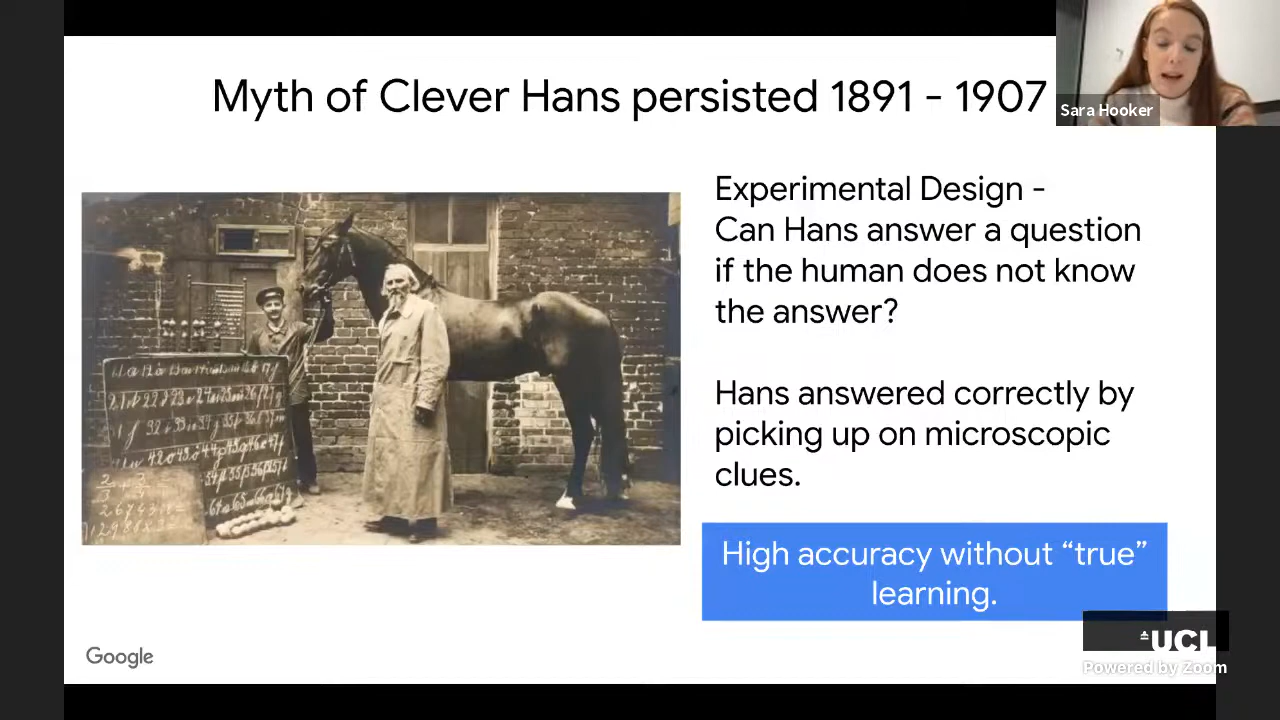 Myth of Clever Hans persisted 1891 - 1907
Sara Hooker
Experimental Design -
Can Hans answer a question
if the human does not know
the answer?
Hans answered correctly by
picking up on microscopic
clues.
High accuracy without “true”
learning.
Google
UCL
Powered by Zoom